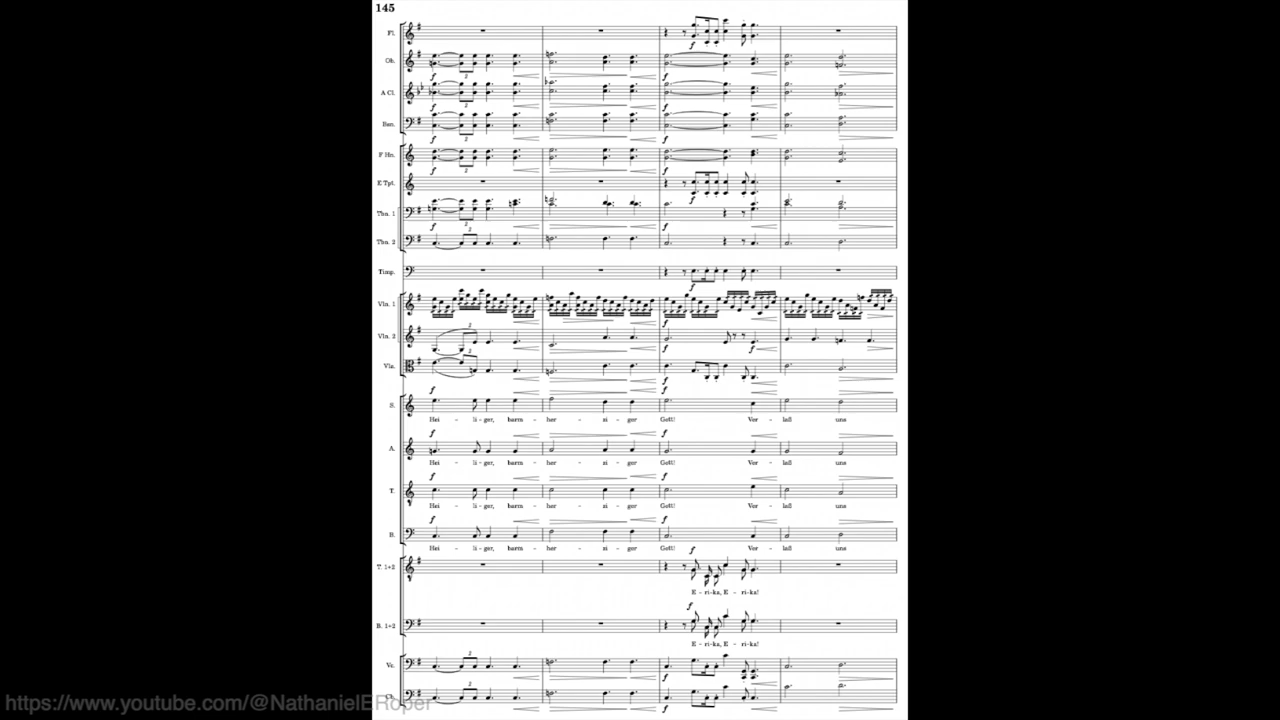 145
Fl.
Ob.
A Cl.
Bsn.
F Hn.
E Tpt.
Tbn. 1
Tbn. 2
Timp.
Vln. 1
Vln. 2
Vla.
S.
Hei - li - ger, barm - her - zi - ger Gott! Ver - laß uns
A.
Hei - li - ger, barm - her - zi - ger Gott! Ver - laß uns
T.
Hei - li - ger, barm - her - zi - ger Gott! Ver - laß uns
B.
Hei - li - ger, barm - her - zi - ger Gott! Ver - laß uns
T. 1+2
E - ri-ka, E - ri-ka!
B. 1+2
E - ri-ka, E - ri-ka!
Vc.
https://www.youtube.com/@NathanielERoper